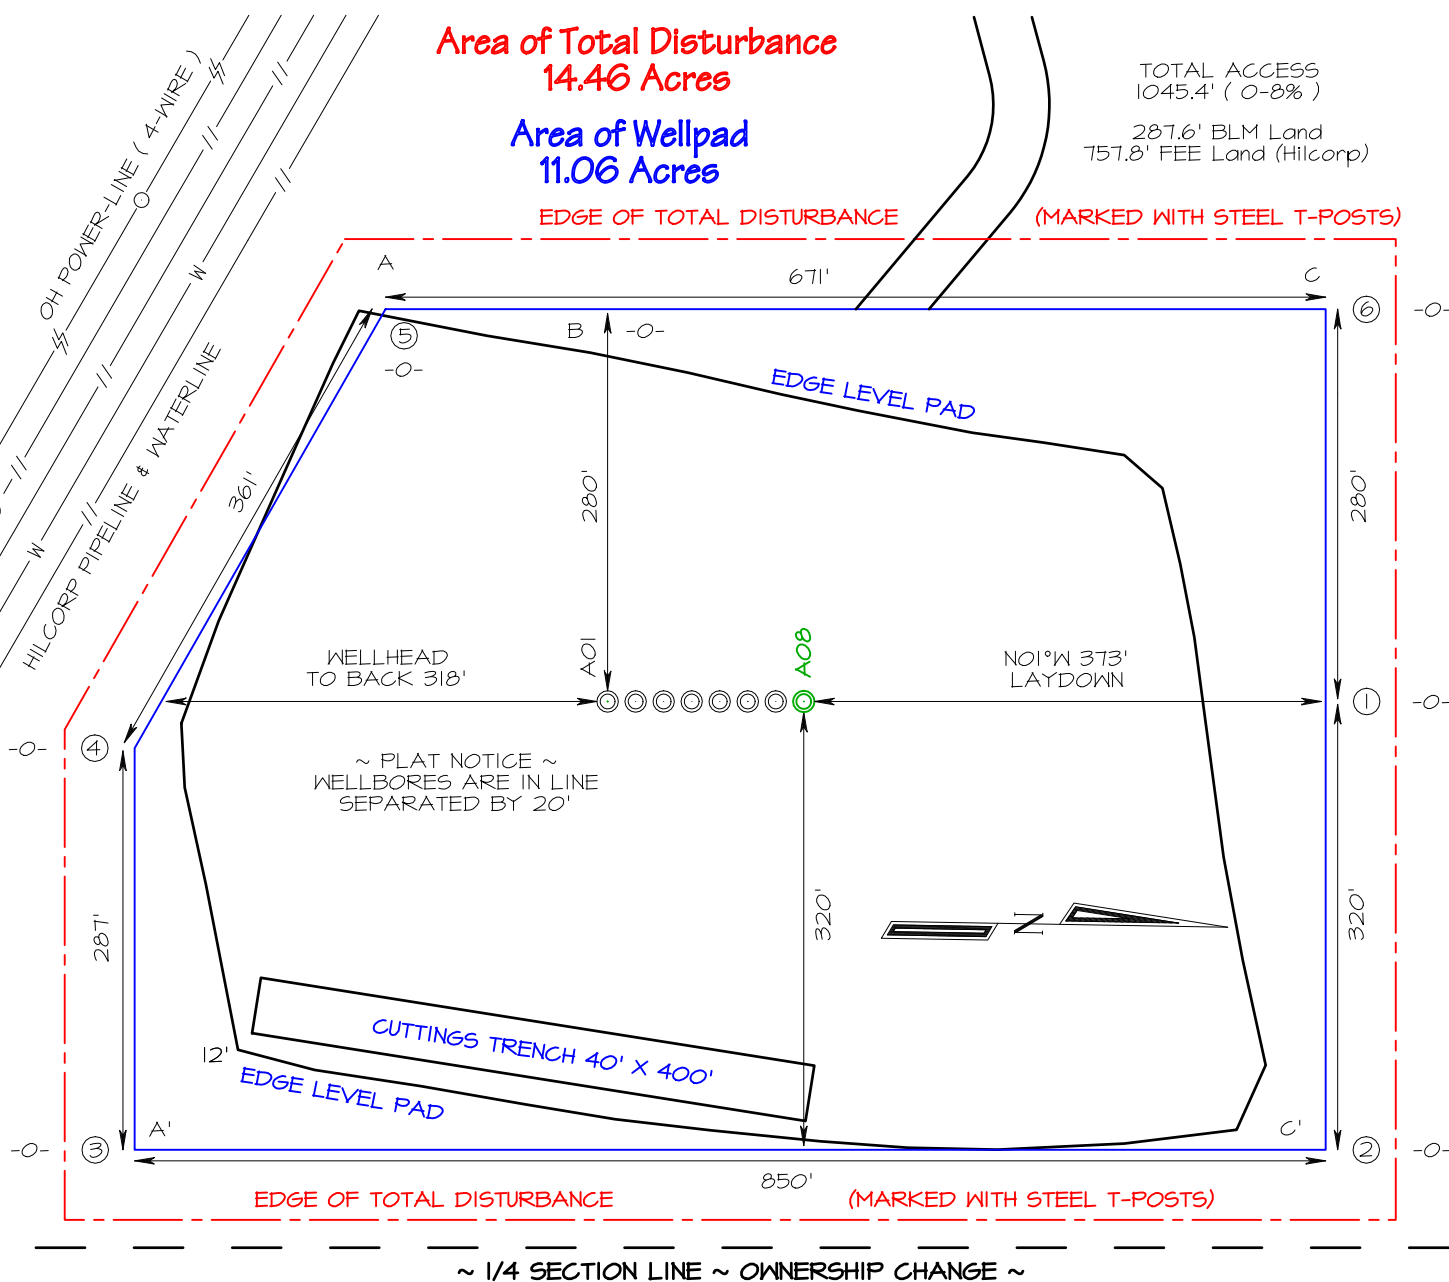 Area of Total Disturbance
14.46 Acres
Area of Wellpad
11.06 Acres
TOTAL ACCESS
1045.4' ( 0-8% )
287.6' BLM Land
757.8' FEE Land (Hilcorp)
OH POWER-LINE ( 4-WIRE )
EDGE OF TOTAL DISTURBANCE
(MARKED WITH STEEL T-POSTS)
A
671'
C
6
-0-
5
-0-
B
-0-
EDGE LEVEL PAD
W
HILCORP PIPELINE & WATERLINE
W
361'
280'
280'
A01
A08
WELLHEAD
TO BACK 318'
N01°W 373'
LAYDOWN
1
-0-
-0-
4
~ PLAT NOTICE ~
WELLBORES ARE IN LINE
SEPARATED BY 20'
287'
320'
N
320'
CUTTINGS TRENCH 40' X 400'
12'
EDGE LEVEL PAD
A'
C'
-0-
3
2
-0-
850'
EDGE OF TOTAL DISTURBANCE
(MARKED WITH STEEL T-POSTS)
~ 1/4 SECTION LINE ~ OWNERSHIP CHANGE ~